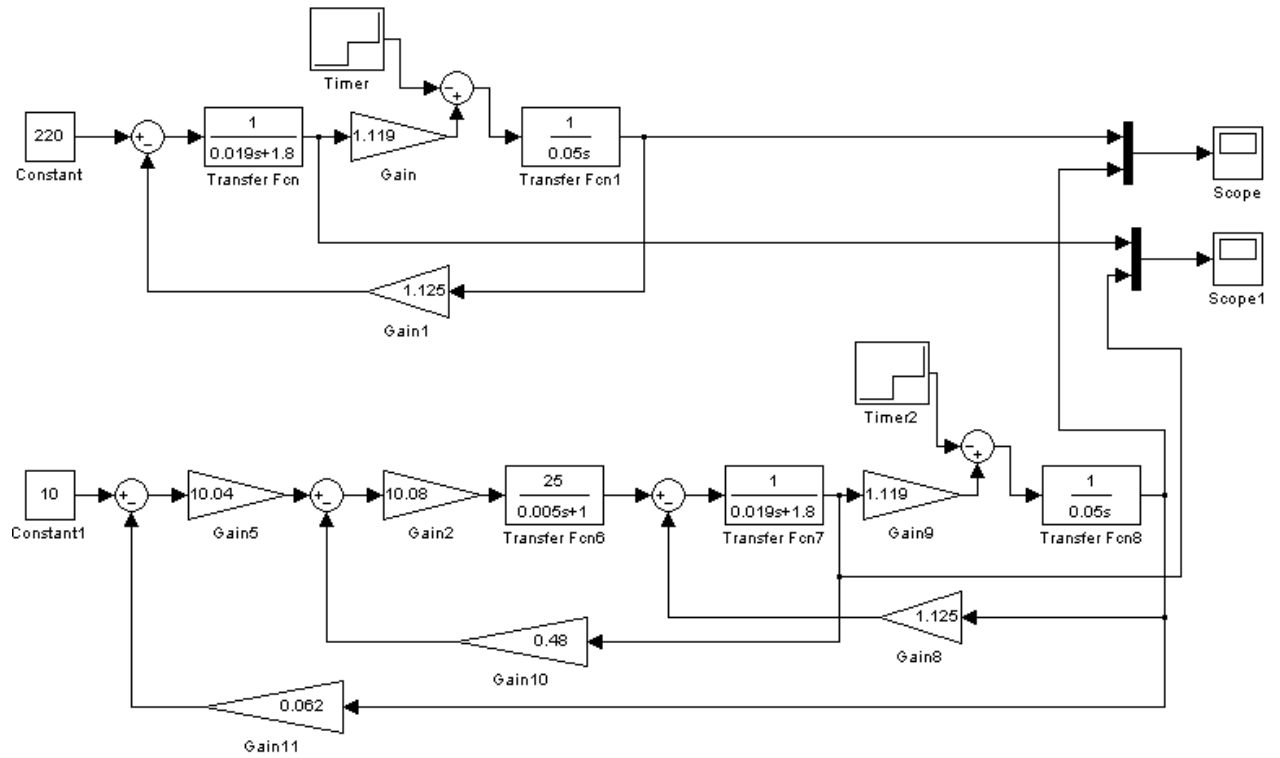 Timer
+
-
-
+
220
1
0.019s+1.8
1.119
1
0.05s
Constant
Transfer Fcn
Gain
Transfer Fcn1
Scope
1.125
Gain1
Scope1
Timer2
-
+
10
+
-
10.04
+
-
10.08
25
0.005s+1
+
-
1
0.019s+1.8
1.119
1
0.05s
Constant1
Gain5
Gain2
Transfer Fcn6
Transfer Fcn7
Gain9
Transfer Fcn8
1.125
Gain8
0.48
Gain10
0.062
Gain11